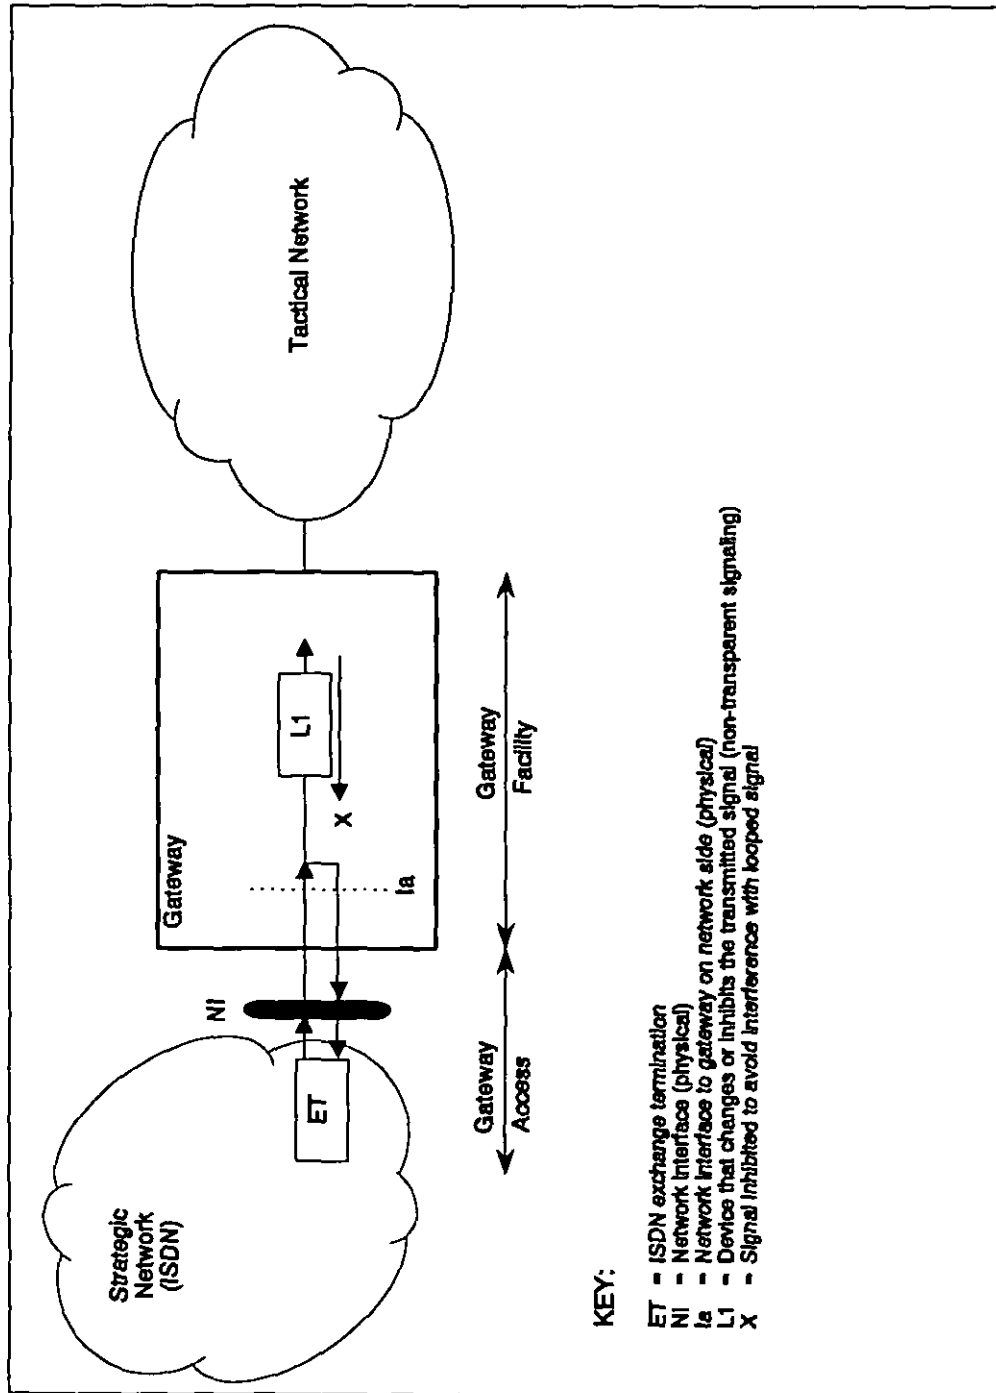 Strategic
Network
(ISDN)
ET
NI
Gateway
Ia
X
L1
Tactical Network
Gateway
Access
Gateway
Facility
KEY:
ET - ISDN exchange termination
NI - Network Interface (physical)
Ia - Network Interface to gateway on network side (physical)
L1 - Device that changes or inhibits the transmitted signal (non-transparent signaling)
X - Signal inhibited to avoid interference with looped signal